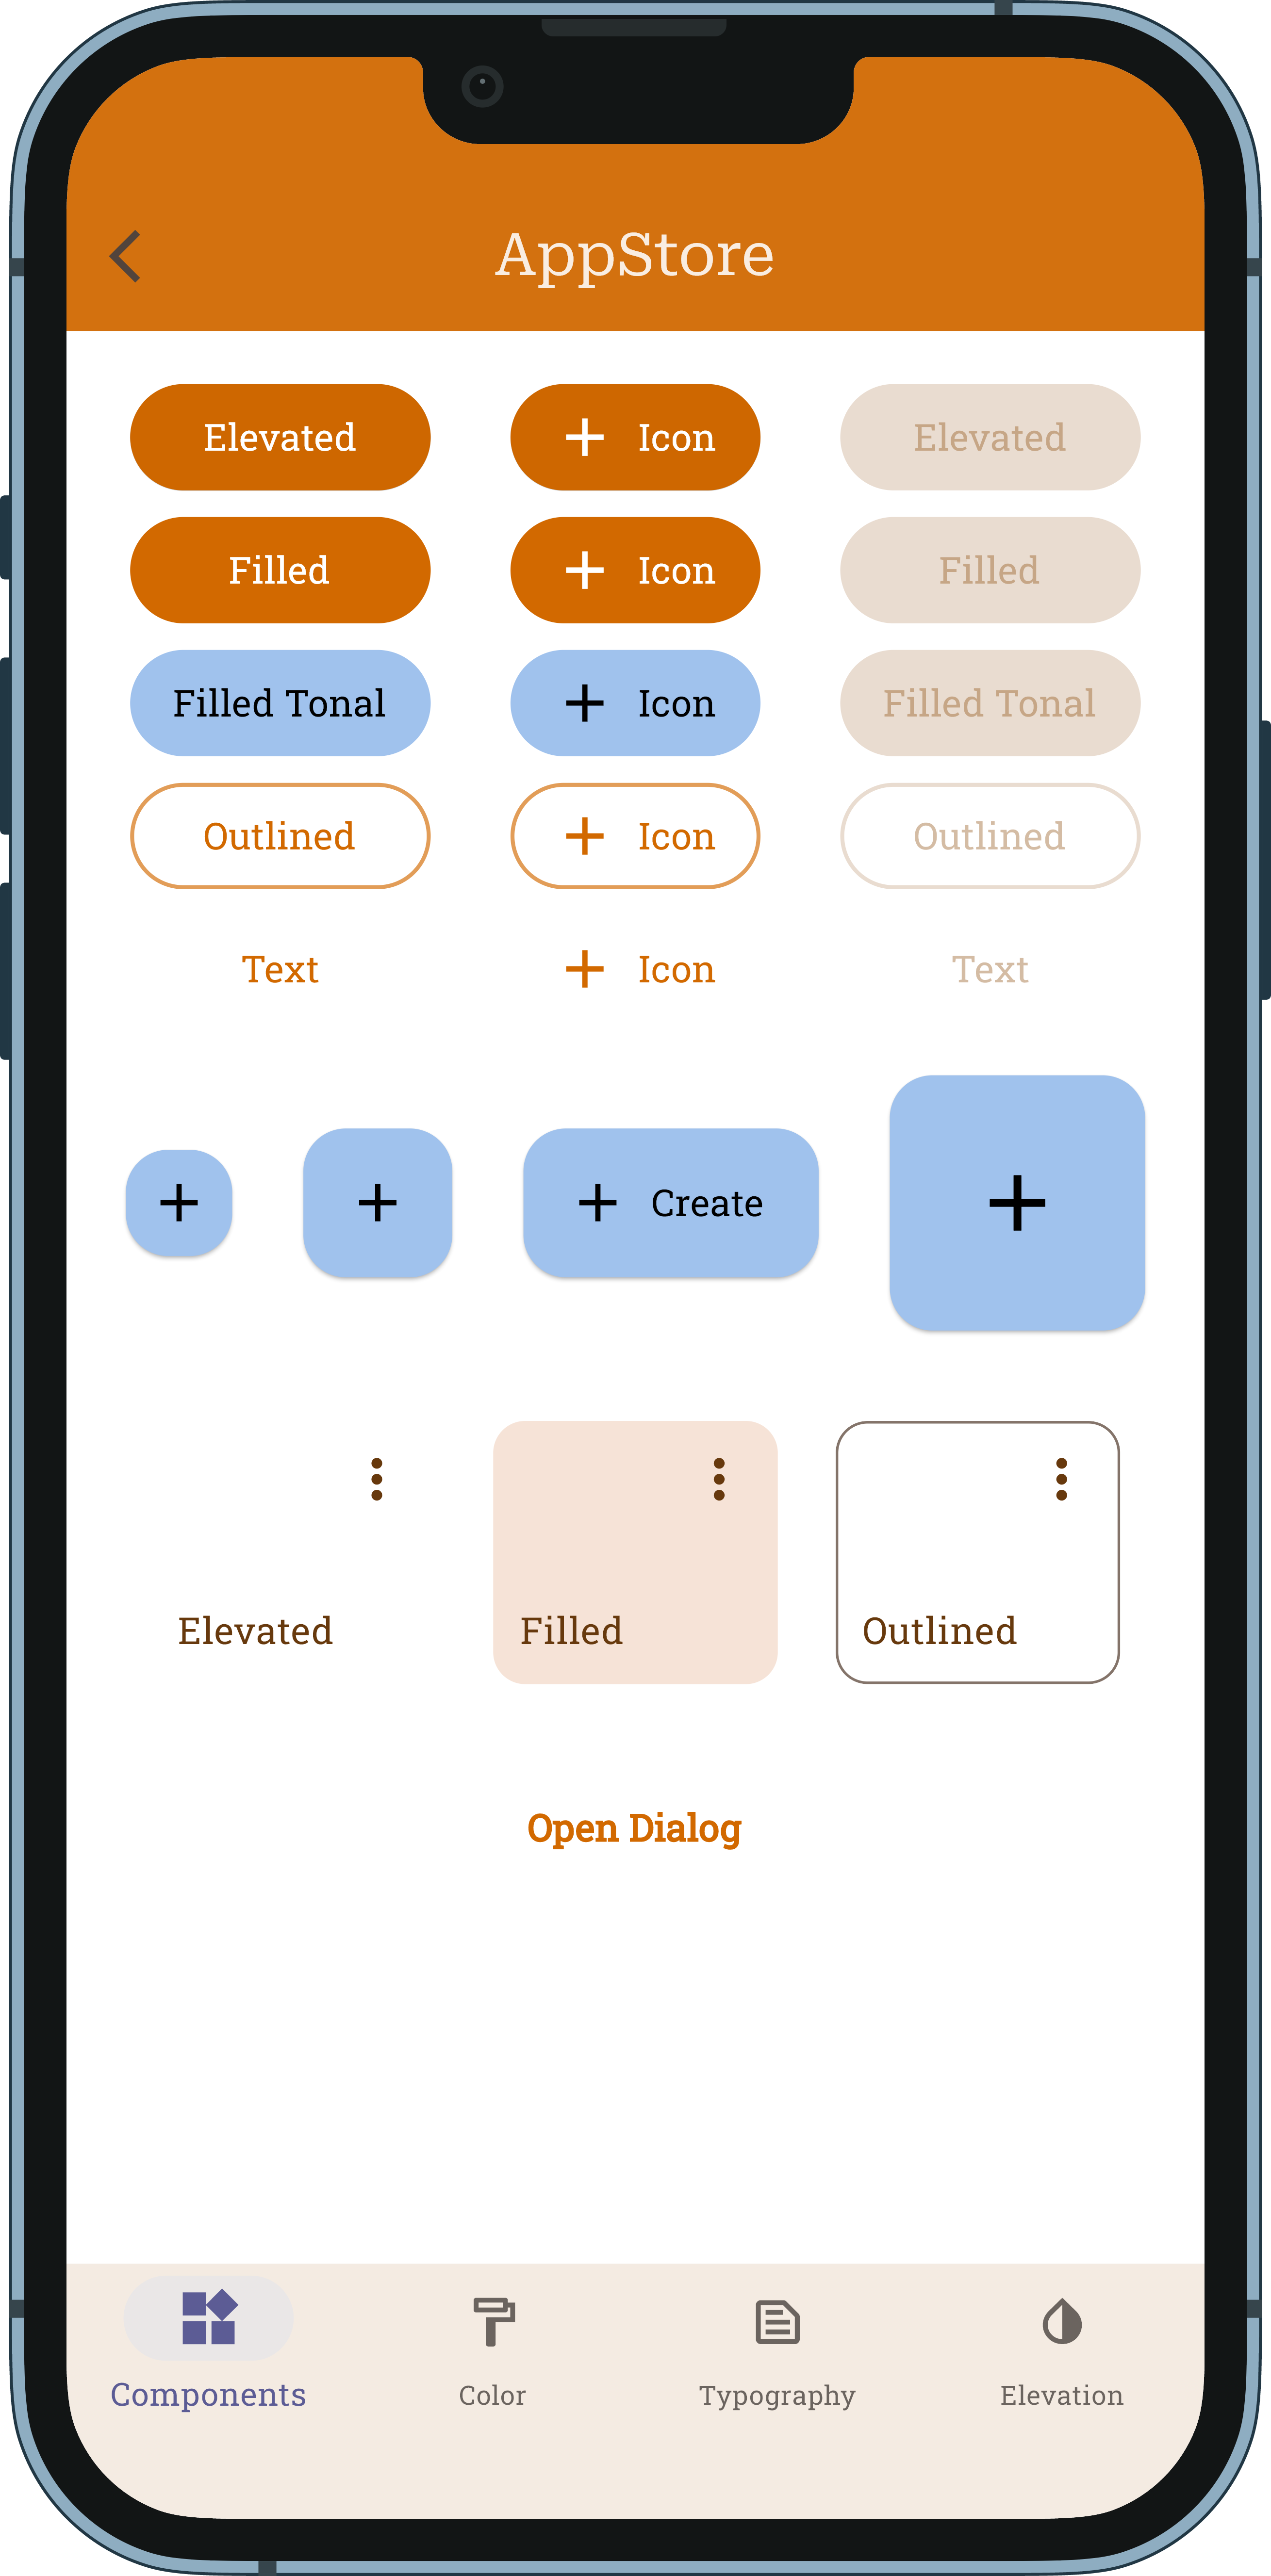 AppStore
Elevated Icon Elevated
Filled Icon Filled
Filled Tonal Icon Filled Tonal
Outlined Icon Outlined
Text Icon Text
Create
Elevated Filled Outlined
Open Dialog
Components Color Typography Elevation